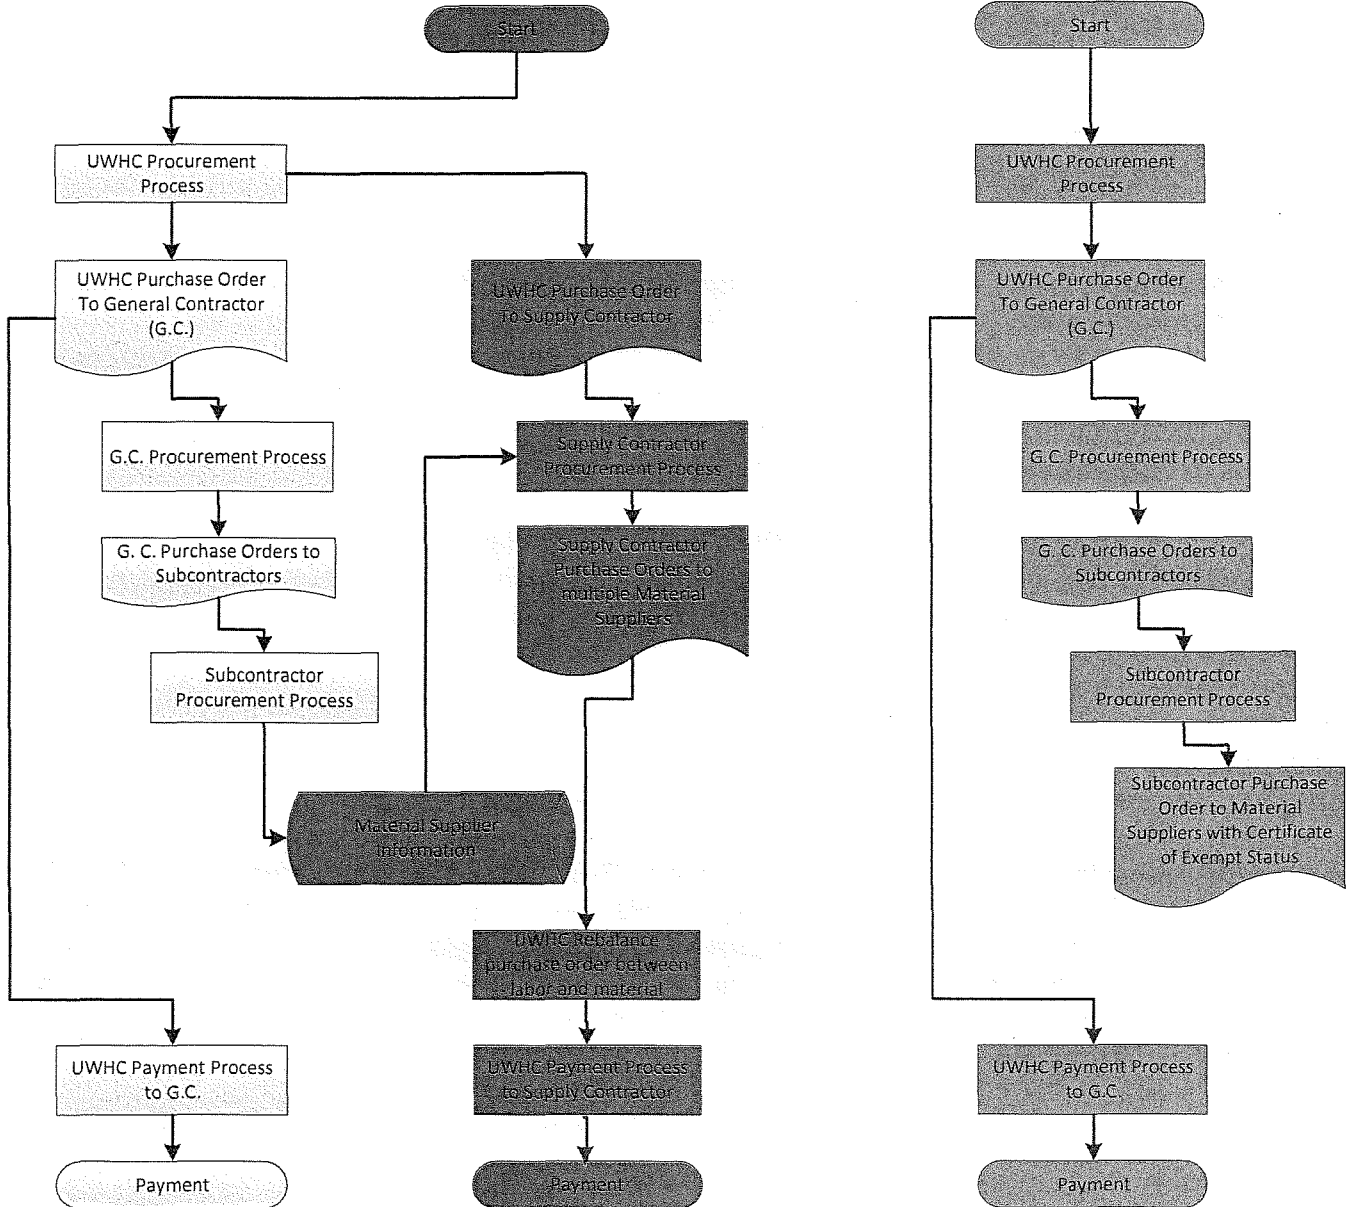 Start
UWHC Procurement
Process
UWHC Purchase Order
To General Contractor
(G.C.)
UWHC Purchase Order
To Supply Contractor
G.C. Procurement Process
Supply Contractor
Procurement Process
G. C. Purchase Orders to
Subcontractors
Supply Contractor
Purchase Orders to
multiple Material
Suppliers
Subcontractor
Procurement Process
Material Supplier
Information
UWHC Rebalance
purchase order between
labor and material
UWHC Payment Process
to G.C.
UWHC Payment Process
to Supply Contractor
Payment
Payment
Start
UWHC Procurement
Process
UWHC Purchase Order
To General Contractor
(G.C.)
G.C. Procurement Process
G. C. Purchase Orders to
Subcontractors
Subcontractor
Procurement Process
Subcontractor Purchase
Order to Material
Suppliers with Certificate
of Exempt Status
UWHC Payment Process
to G.C.
Payment